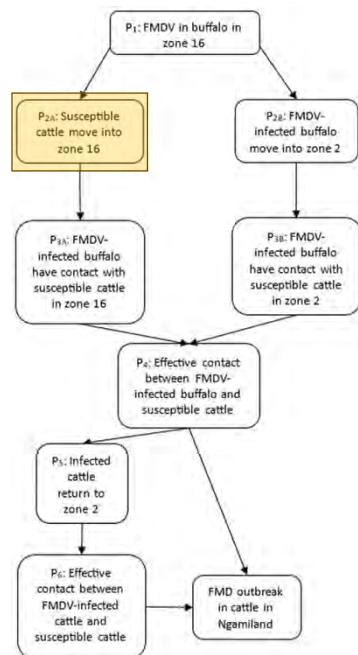 P₁: FMDV in buffalo in
zone 16
P₂ₐ: Susceptible
cattle move into
zone 16
P₂B: FMDV-
infected buffalo
move into zone 2
P₃ₐ: FMDV-
infected buffalo
have contact with
susceptible cattle
in zone 16
P₃B: FMDV-
infected buffalo
have contact with
susceptible cattle
in zone 2
P₄: Effective contact
between FMDV-
infected buffalo and
susceptible cattle
P₅: Infected
cattle
return to
zone 2
P₆: Effective
contact between
FMDV-infected
cattle and
susceptible cattle
FMD outbreak
in cattle in
Ngamiland